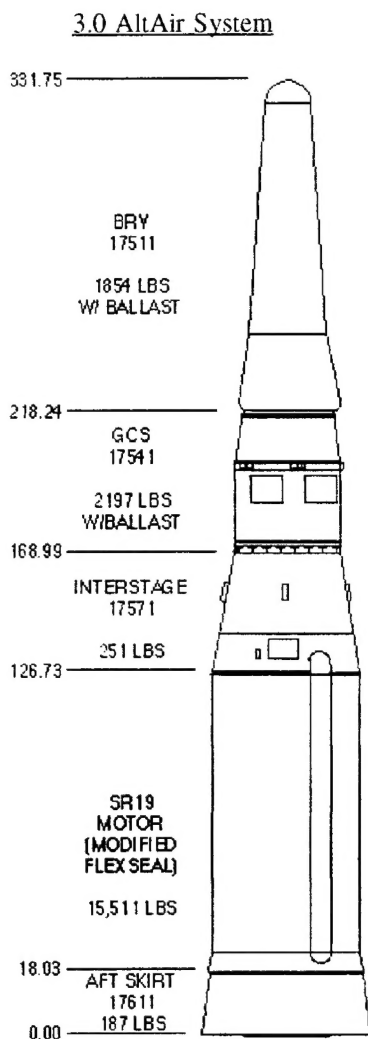 3.0 AltAir System
331.75
BRV
17511
1854 LBS
W/ BALLAST
218.24
GCS
17541
2197 LBS
W/BALLAST
168.99
INTERSTAGE
17571
251 LBS
126.73
SR19
MOTOR
(MODIFIED
FLEX SEAL)
15,511 LBS
18.03
AFT SKIRT
17611
187 LBS
0.00